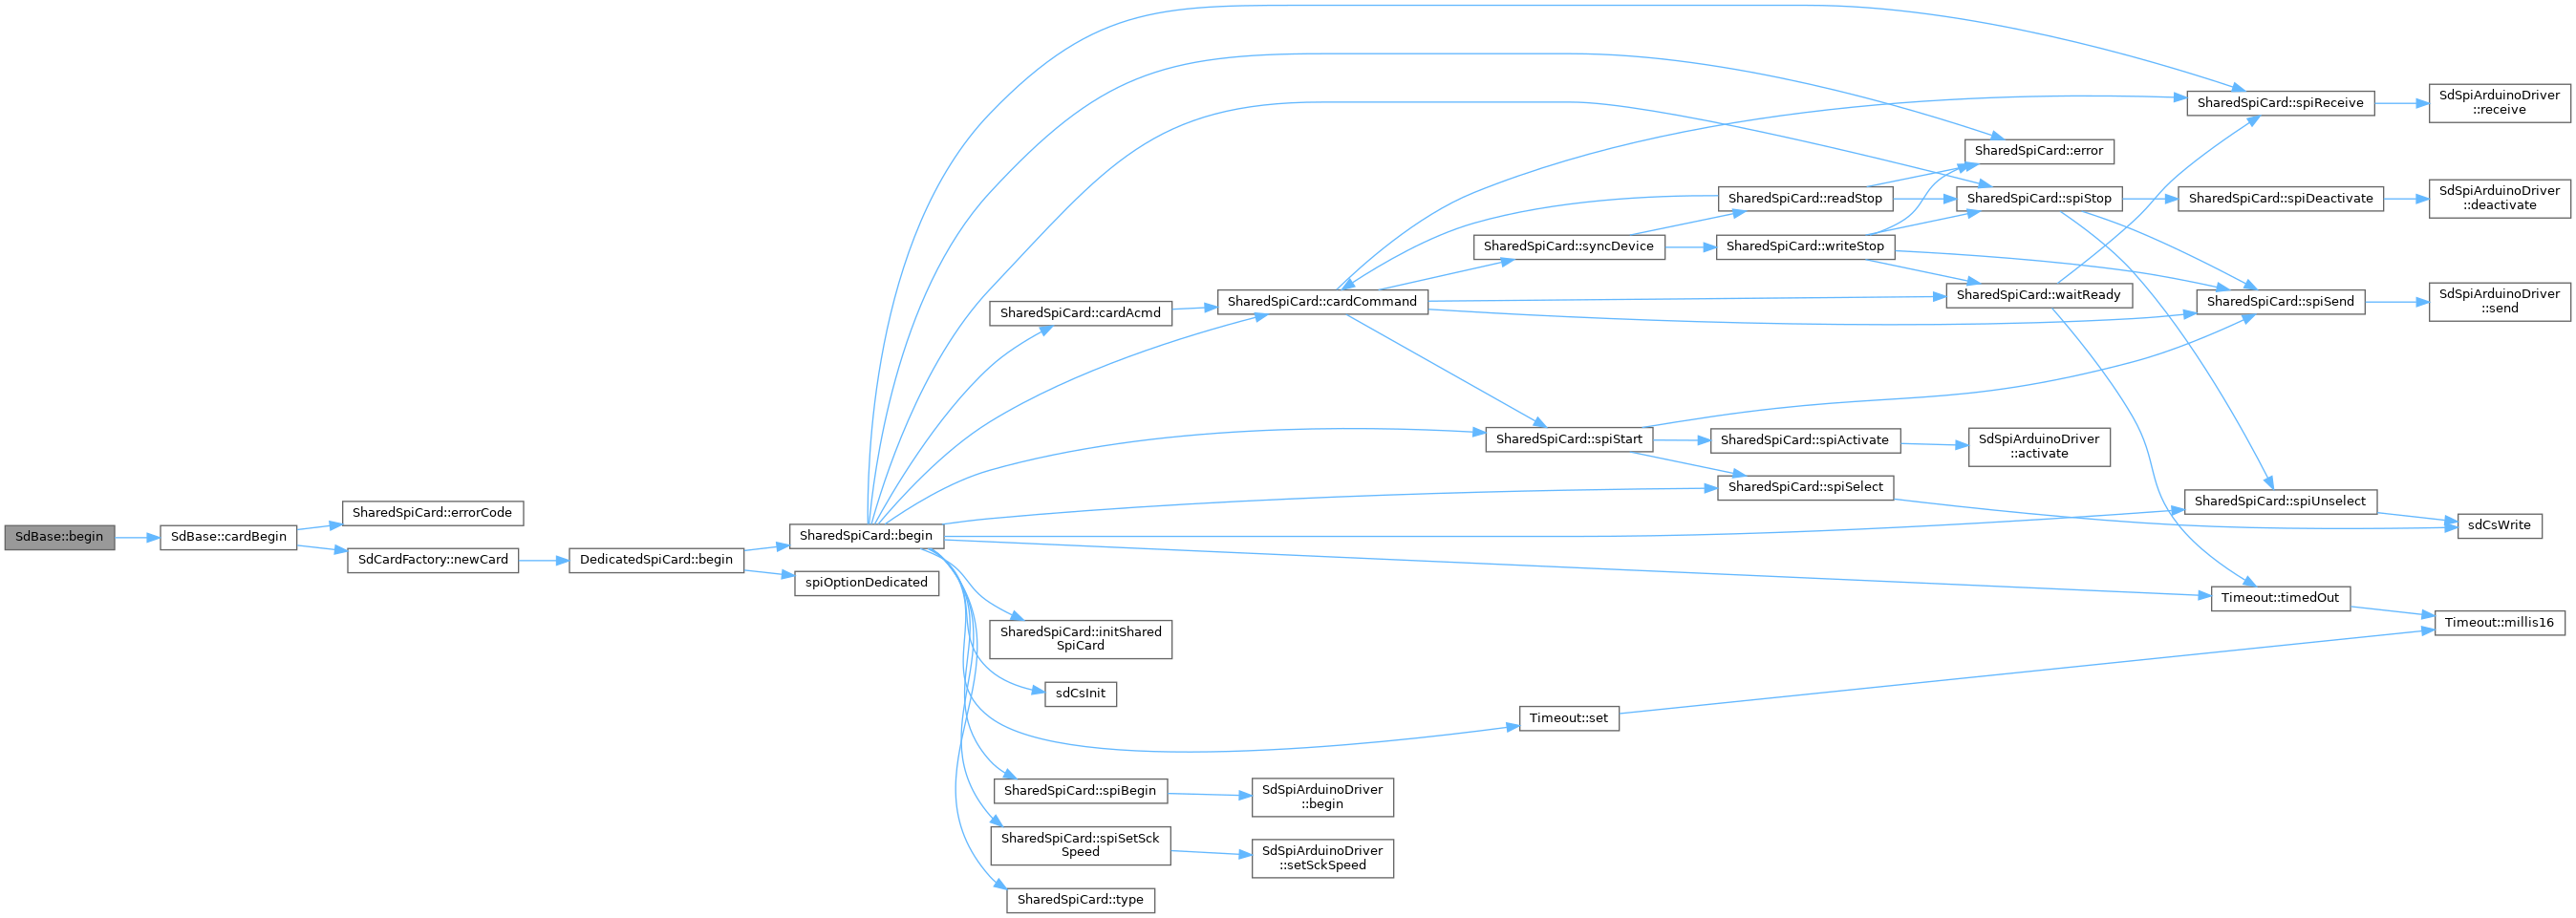 SdBase::begin
SdBase::cardBegin
SharedSpiCard::errorCode
SdCardFactory::newCard
DedicatedSpiCard::begin
SharedSpiCard::begin
spiOptionDedicated
SharedSpiCard::cardAcmd
SharedSpiCard::cardCommand
SharedSpiCard::syncDevice
SharedSpiCard::readStop
SharedSpiCard::writeStop
SharedSpiCard::error
SharedSpiCard::spiStop
SharedSpiCard::waitReady
SharedSpiCard::spiReceive
SdSpiArduinoDriver
::receive
SharedSpiCard::spiDeactivate
SdSpiArduinoDriver
::deactivate
SharedSpiCard::spiSend
SdSpiArduinoDriver
::send
SharedSpiCard::spiStart
SharedSpiCard::spiActivate
SdSpiArduinoDriver
::activate
SharedSpiCard::spiSelect
SharedSpiCard::spiUnselect
sdCsWrite
Timeout::timedOut
Timeout::millis16
SharedSpiCard::initShared
SpiCard
sdCsInit
Timeout::set
SharedSpiCard::spiBegin
SdSpiArduinoDriver
::begin
SharedSpiCard::spiSetSck
Speed
SdSpiArduinoDriver
::setSckSpeed
SharedSpiCard::type